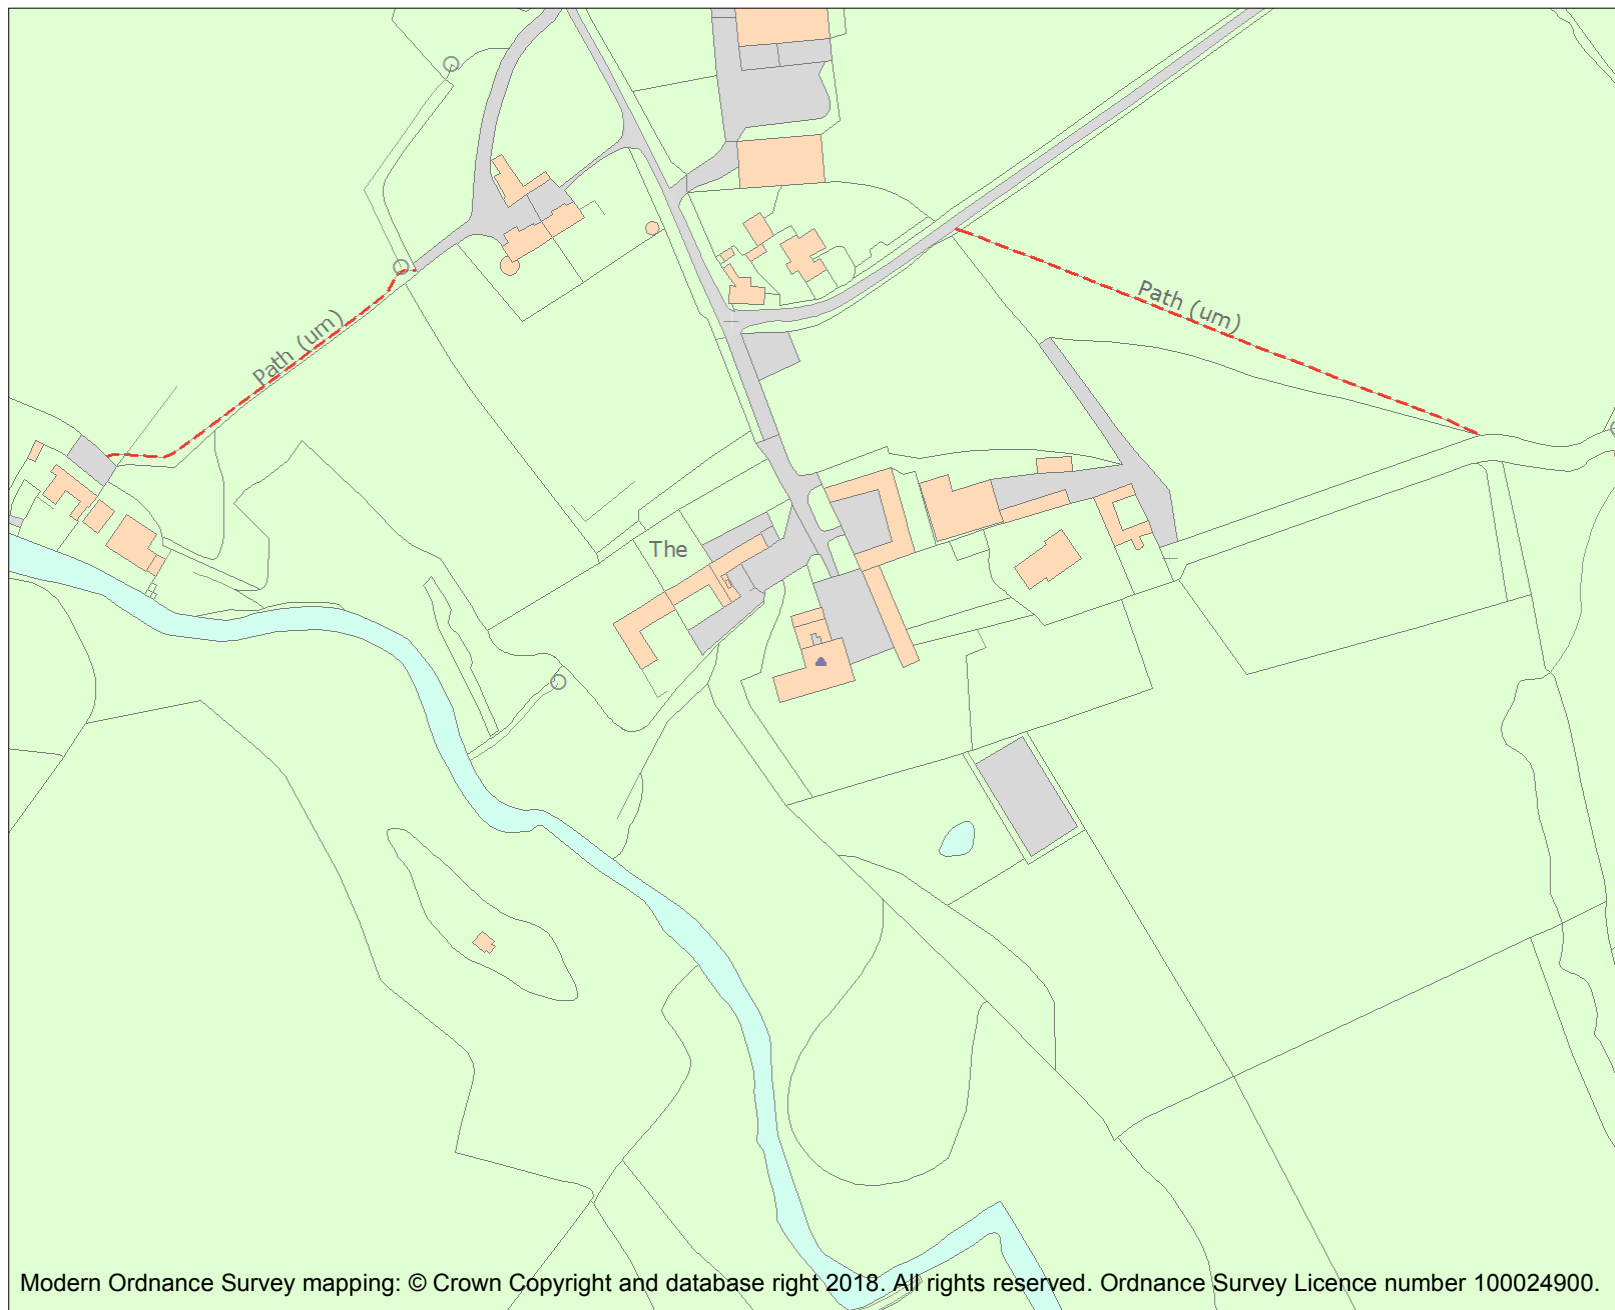 Path (um)
Path (um)
The
Modern Ordnance Survey mapping: © Crown Copyright and database right 2018. All rights reserved. Ordnance Survey Licence number 100024900.